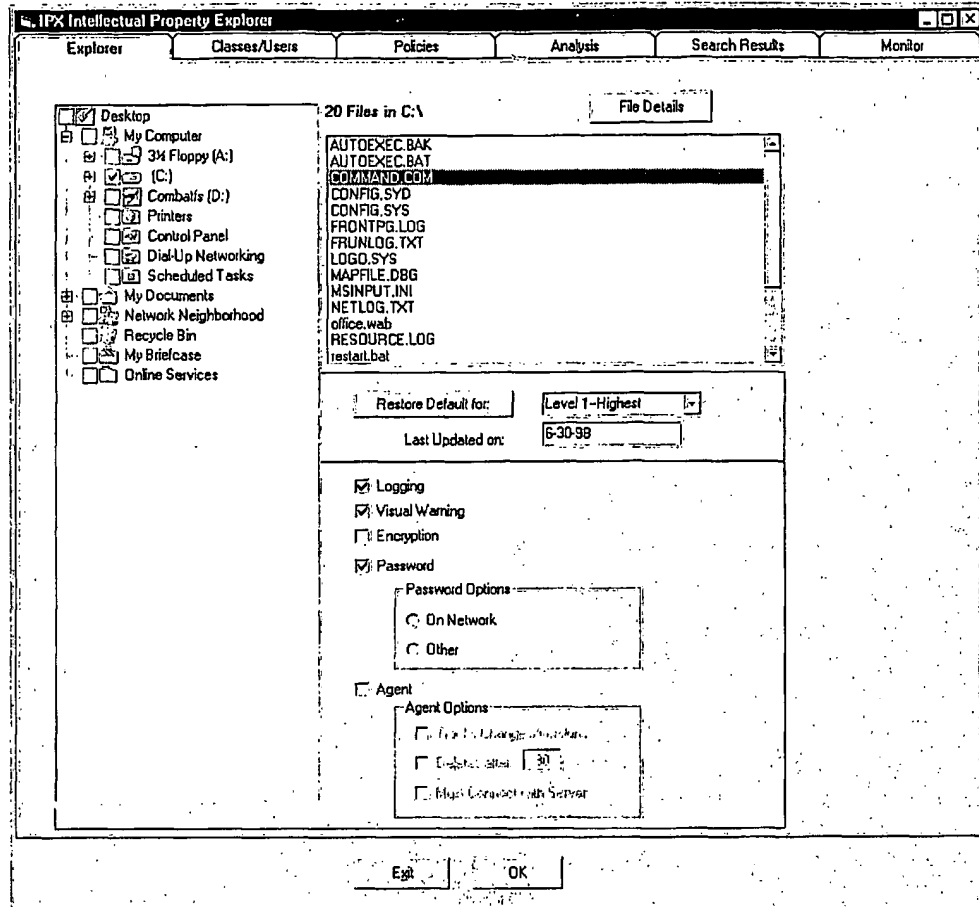 IPX Intellectual Property Explorer
Explorer Classes/Users Policies Analysis Search Results Monitor
Desktop
My Computer
3½ Floppy (A:)
(C:)
Combatfs (D:)
Printers
Control Panel
Dial-Up Networking
Scheduled Tasks
My Documents
Network Neighborhood
Recycle Bin
My Briefcase
Online Services
20 Files in C:\
File Details
AUTOEXEC.BAK
AUTOEXEC.BAT
COMMAND.COM
CONFIG.SYD
CONFIG.SYS
FRONTPG.LOG
FRUNLOG.TXT
LOGO.SYS
MAPFILE.DBG
MSINPUT.INI
NETLOG.TXT
office.wab
RESOURCE.LOG
restart.bat
Restore Default for: Level 1-Highest
Last Updated on: 6-30-98
Logging
Visual Warning
Encryption
Password
Password Options
On Network
Other
Agent
Agent Options
Change
after 30
Must Connect with Server
Exit OK